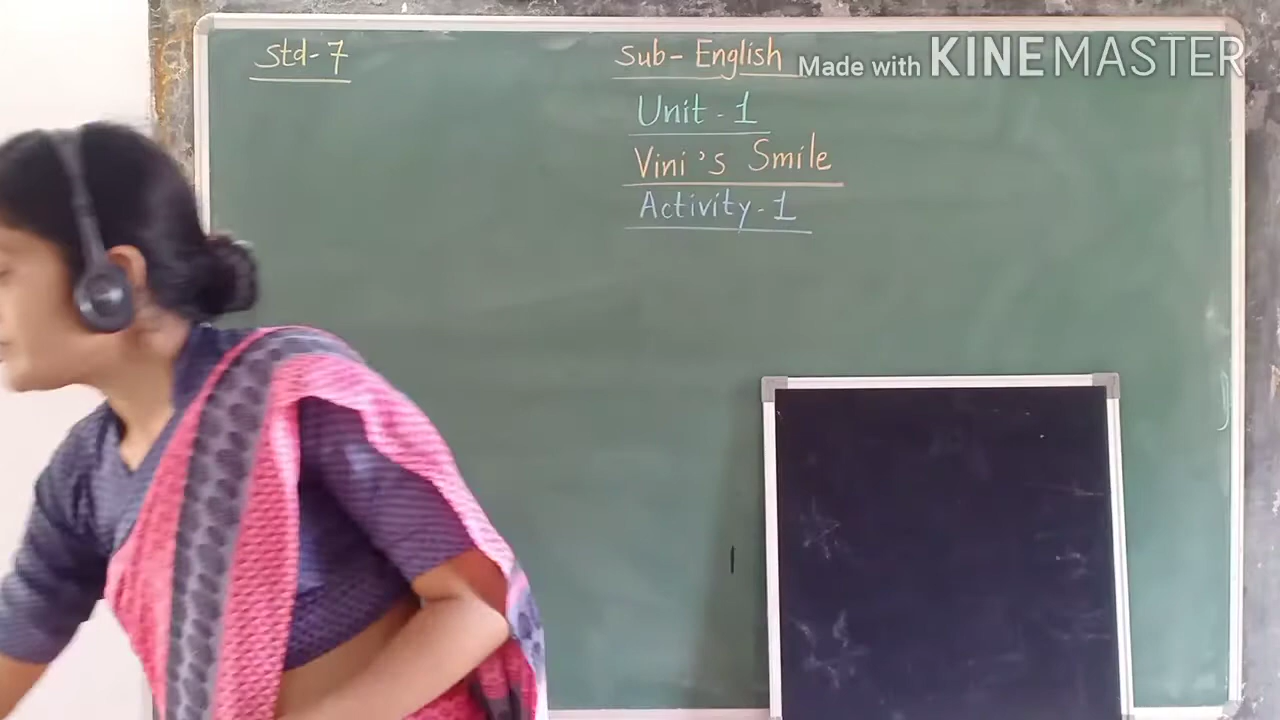 Std-7
Sub- English
Made with KINEMASTER
Unit-1
Vini's Smile
Activity-1